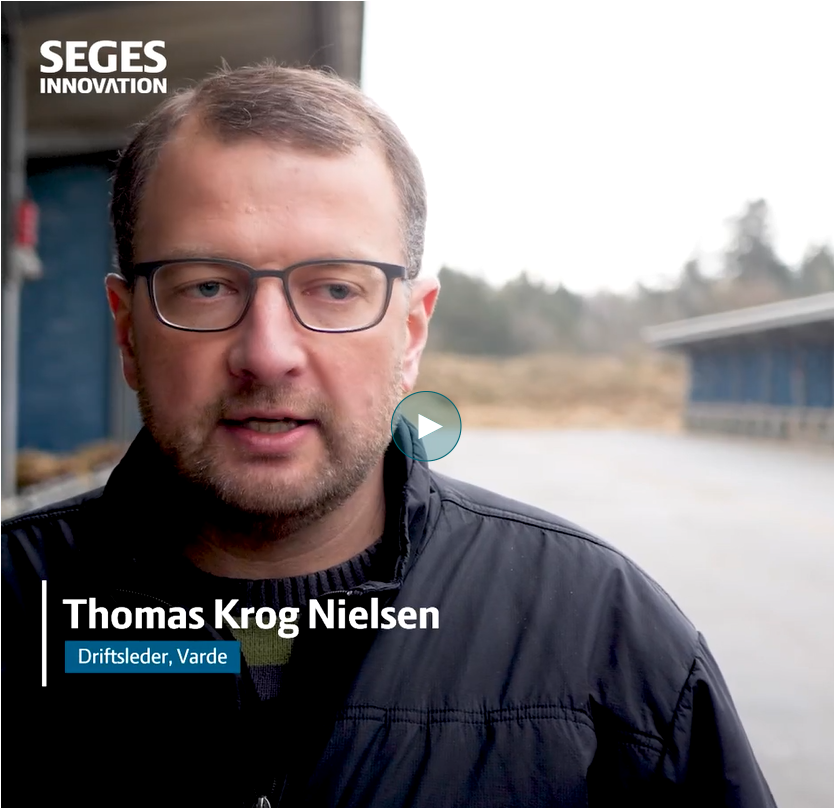 SEGES
INNOVATION
Thomas Krog Nielsen
Driftsleder, Varde